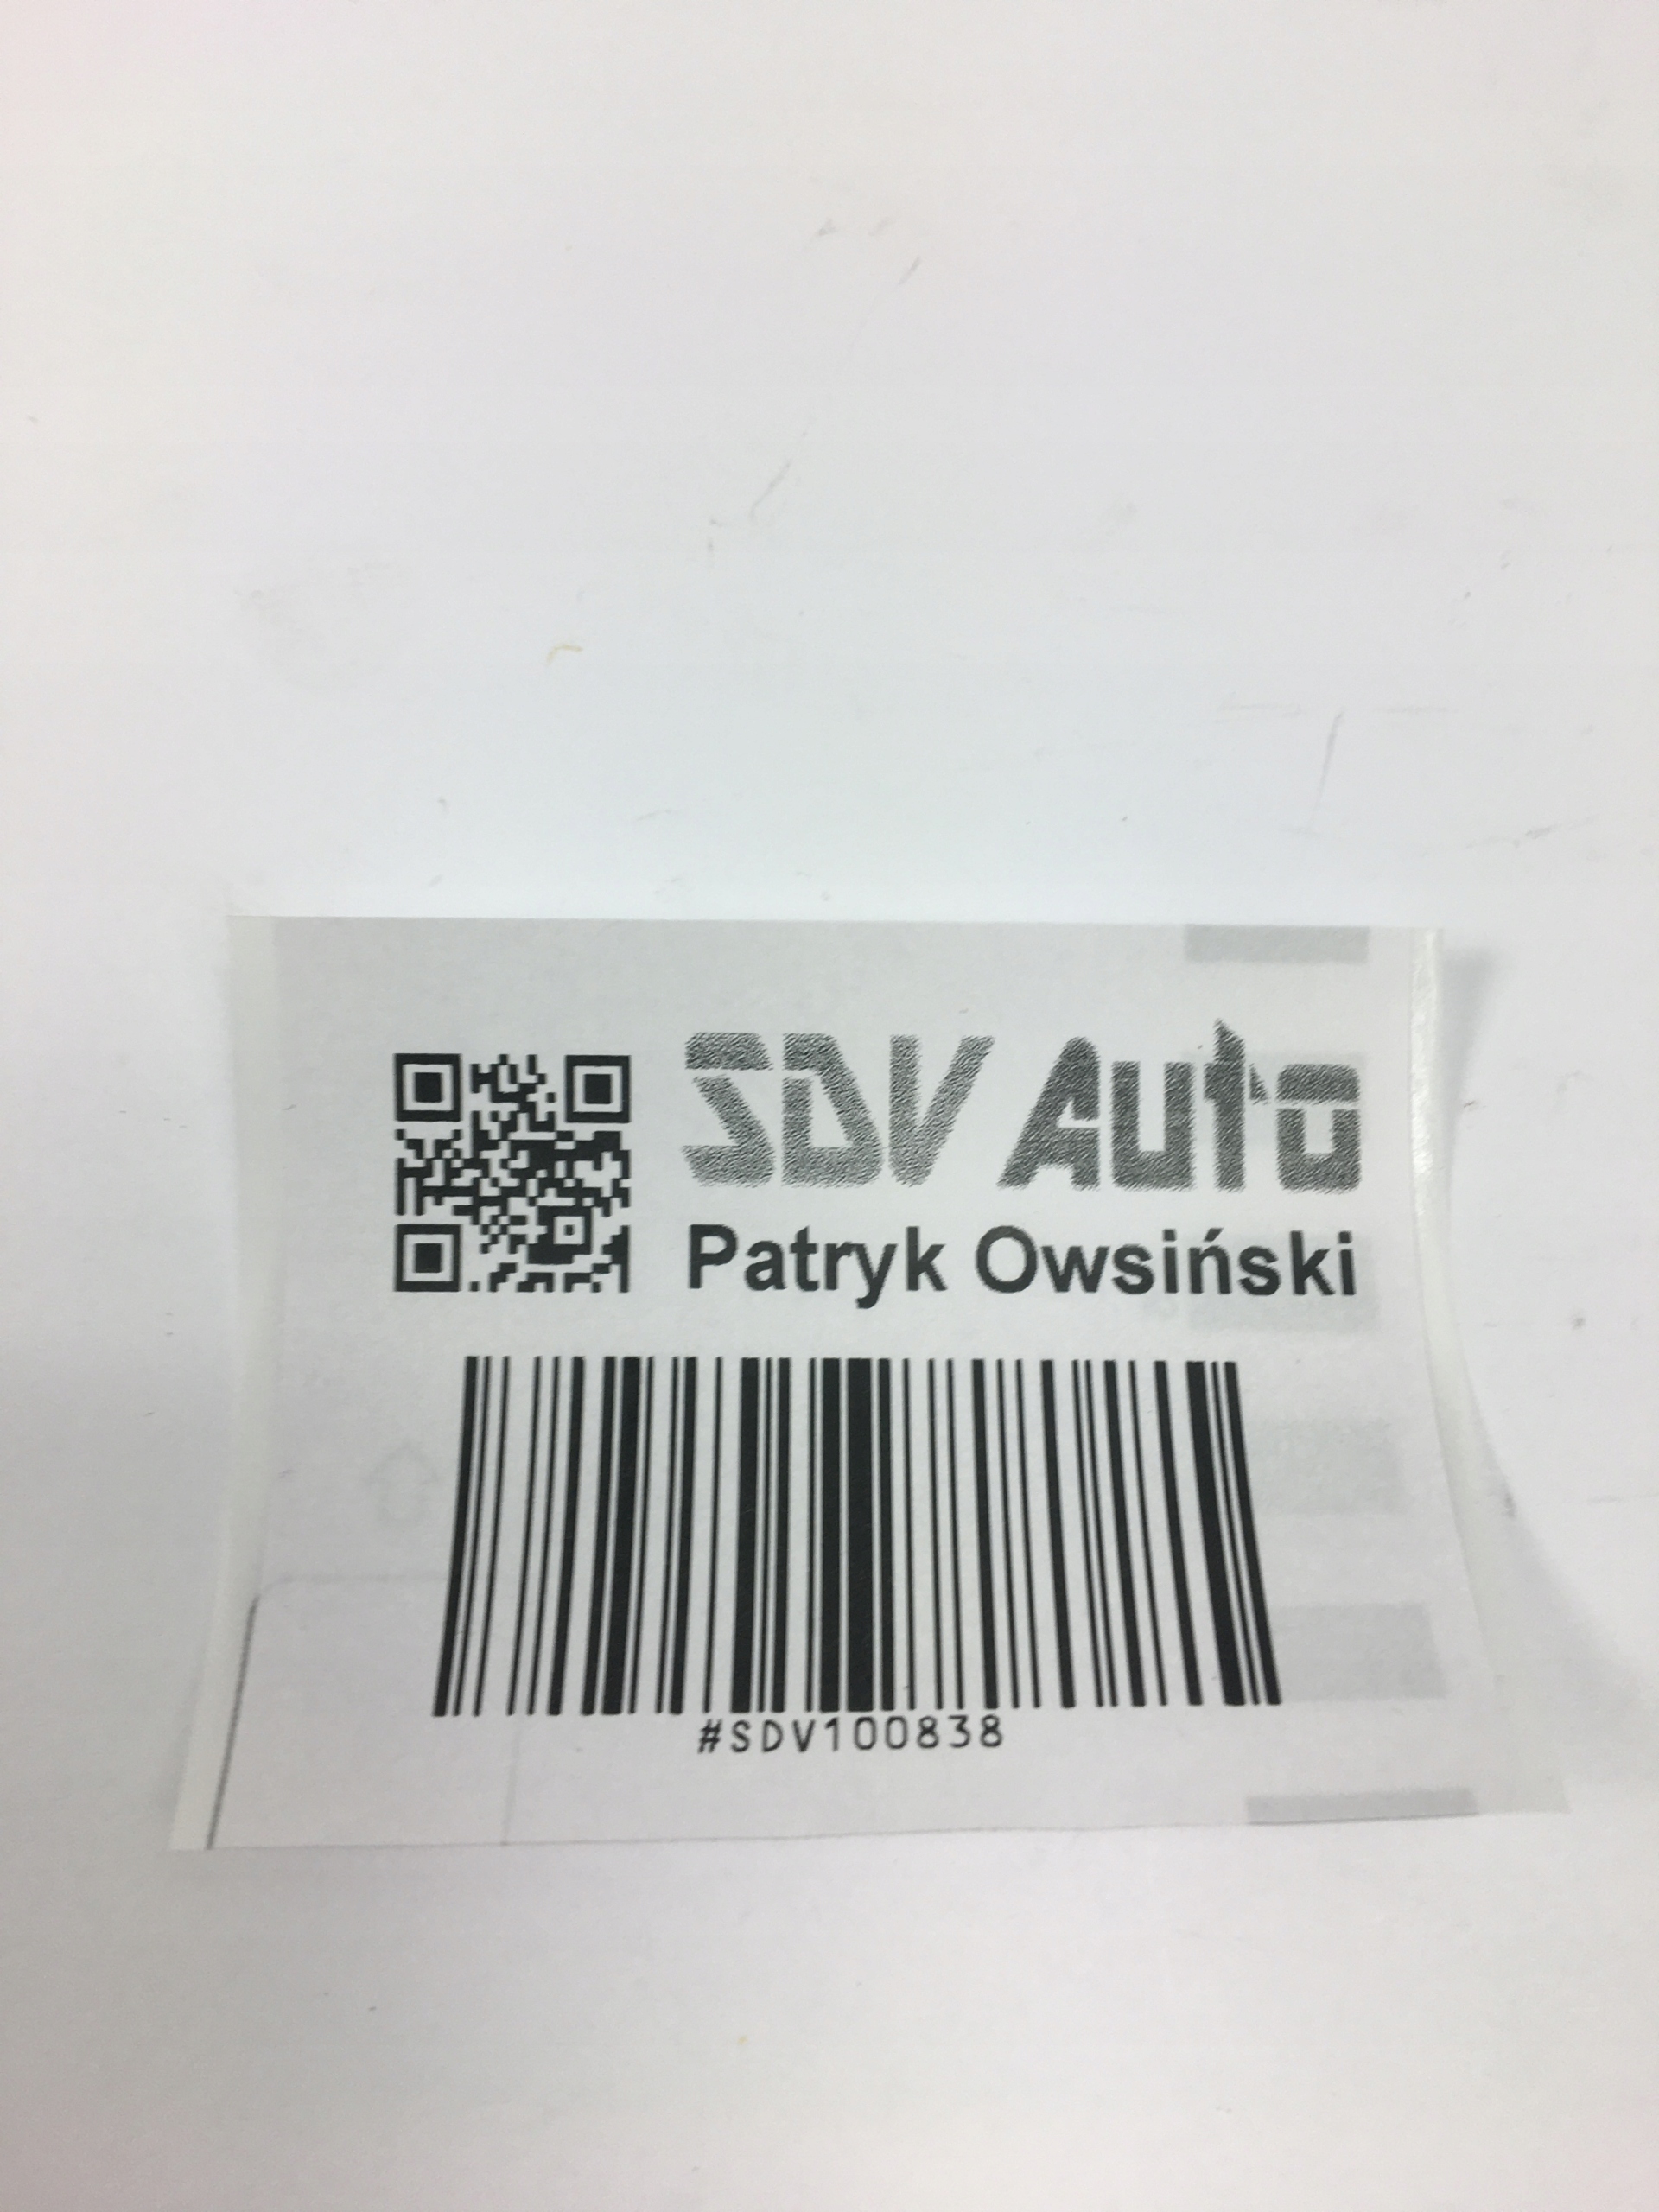 SDV Auto
Patryk Owsiński
#SDV100838